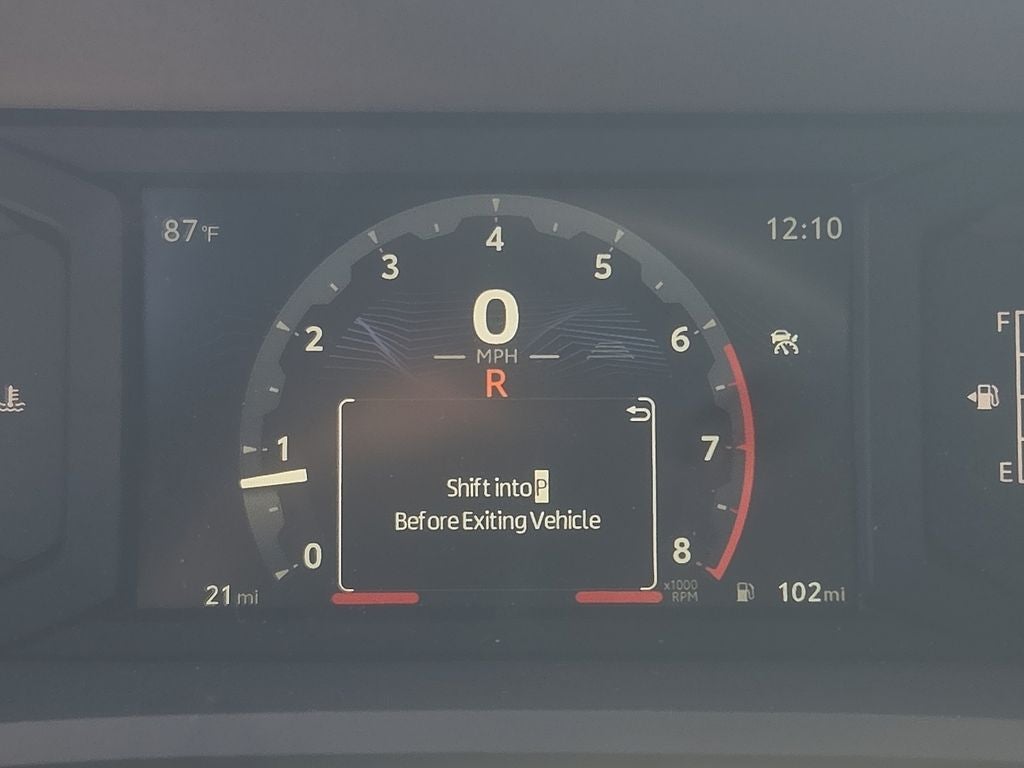 87°F
12:10
4
3
5
0
2
6
MPH
R
F
1
7
E
Shift into P
Before Exiting Vehicle
0
8
x1000
RPM
21 mi
102 mi